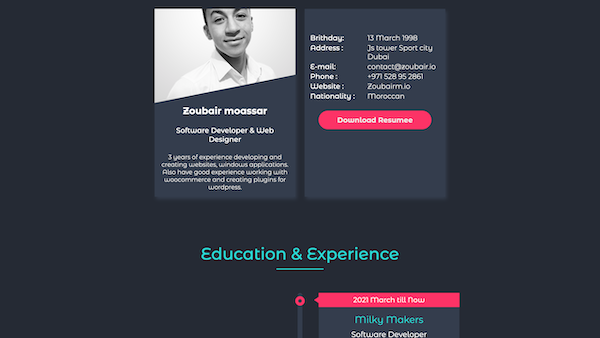 Zoubair moassar
Software Developer & Web
Designer
3 years of experience developing and
creating websites, windows applications.
Also have good experience working with
woocommerce and creating plugins for
wordpress.
Brithday: 13 March 1998
Address : Js tower Sport city
Dubai
E-mail: contact@zoubair.io
Phone : +971 528 95 2861
Website : Zoubairm.io
Nationality : Moroccan
Download Resumee
Education & Experience
2021 March till Now
Milky Makers
Software Developer